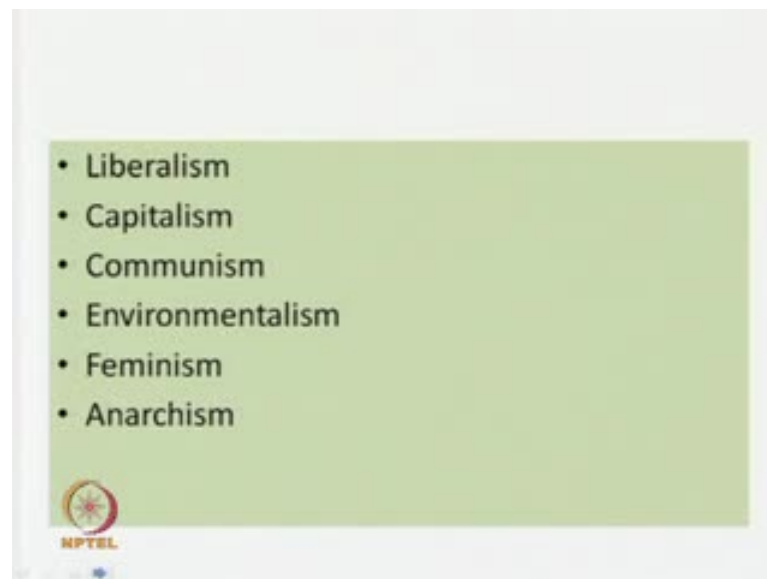 • Liberalism
• Capitalism
• Communism
• Environmentalism
• Feminism
• Anarchism
NPTEL